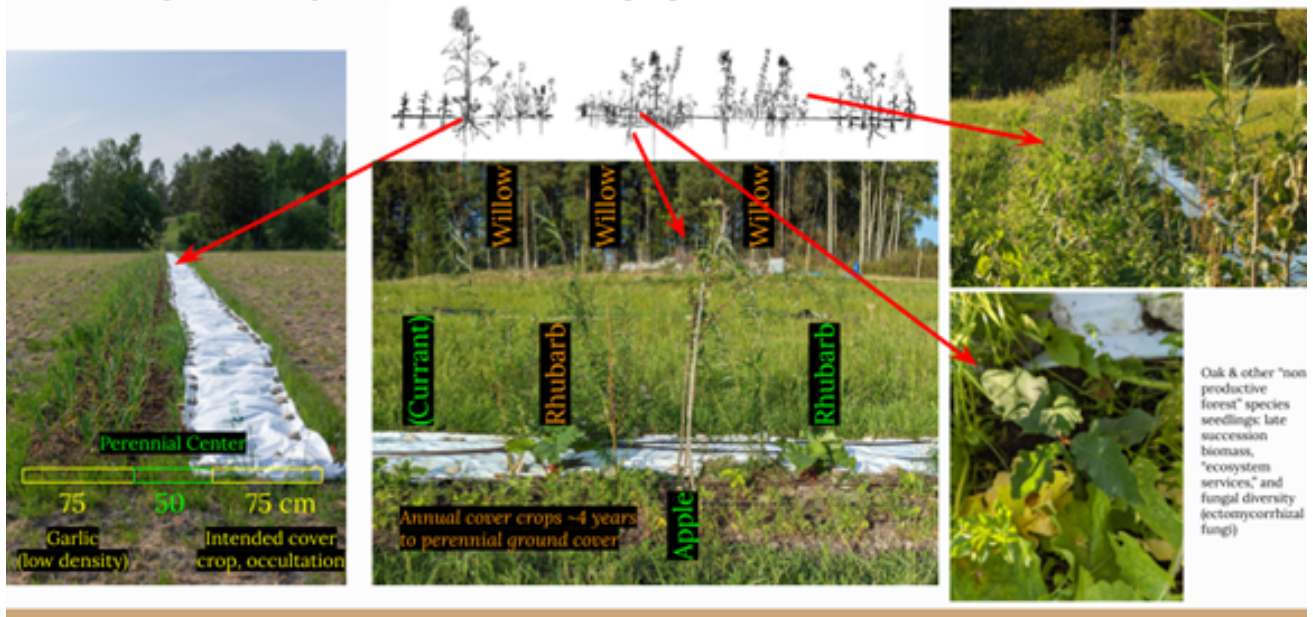 Perennial Center
75
50
75 cm
Garlic
(low density)
Intended cover
crop, occultation
Willow
Willow
Willow
(Currant)
Rhubarb
Rhubarb
Apple
Annual cover crops ~4 years
to perennial ground cover
Oak & other "non
productive
forest" species
seedlings: late
succession
biomass,
"ecosystem
services," and
fungal diversity
(ectomycorrhizal
fungi)